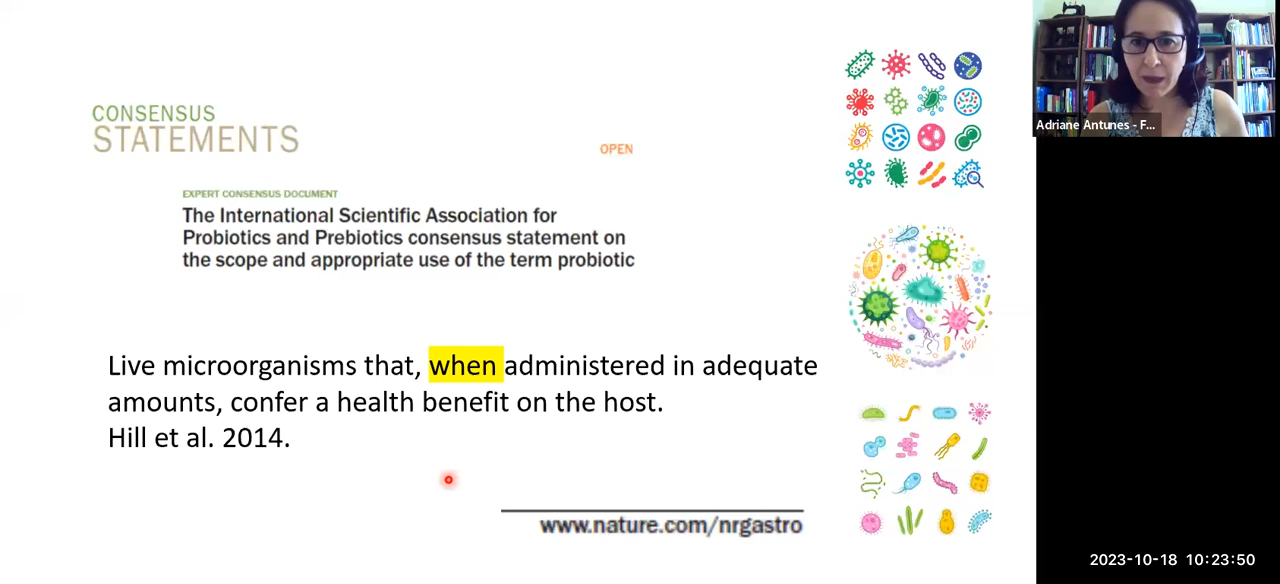 CONSENSUS
STATEMENTS
OPEN
EXPERT CONSENSUS DOCUMENT
The International Scientific Association for
Probiotics and Prebiotics consensus statement on
the scope and appropriate use of the term probiotic
Live microorganisms that, when administered in adequate
amounts, confer a health benefit on the host.
Hill et al. 2014.
www.nature.com/nrgastro
Adriane Antunes - F...
2023-10-18 10:23:50